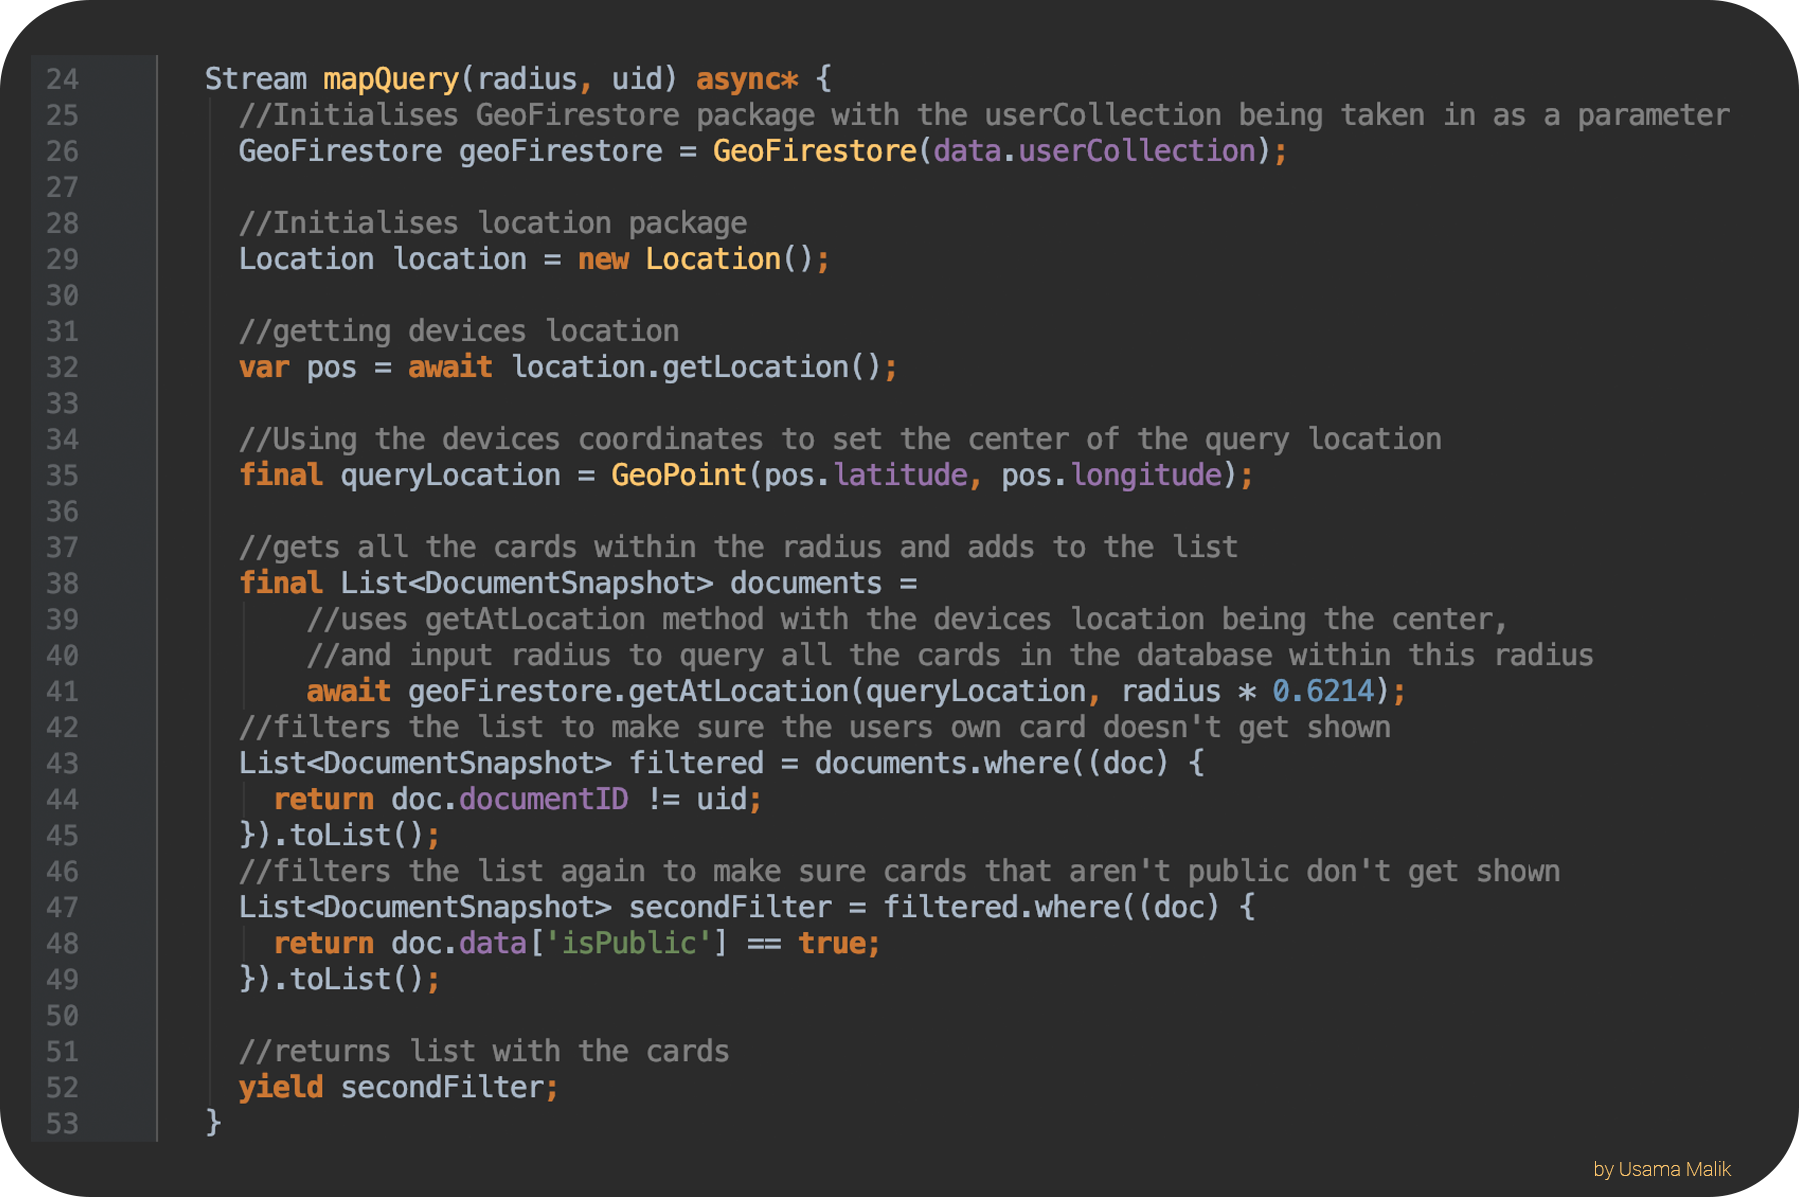 24 Stream mapQuery(radius, uid) async* {
25 //Initialises GeoFirestore package with the userCollection being taken in as a parameter
26 GeoFirestore geoFirestore = GeoFirestore(data.userCollection);
27
28 //Initialises location package
29 Location location = new Location();
30
31 //getting devices location
32 var pos = await location.getLocation();
33
34 //Using the devices coordinates to set the center of the query location
35 final queryLocation = GeoPoint(pos.latitude, pos.longitude);
36
37 //gets all the cards within the radius and adds to the list
38 final List<DocumentSnapshot> documents =
39 //uses getAtLocation method with the devices location being the center,
40 //and input radius to query all the cards in the database within this radius
41 await geoFirestore.getAtLocation(queryLocation, radius * 0.6214);
42 //filters the list to make sure the users own card doesn't get shown
43 List<DocumentSnapshot> filtered = documents.where((doc) {
44 return doc.documentID != uid;
45 }).toList();
46 //filters the list again to make sure cards that aren't public don't get shown
47 List<DocumentSnapshot> secondFilter = filtered.where((doc) {
48 return doc.data['isPublic'] == true;
49 }).toList();
50
51 //returns list with the cards
52 yield secondFilter;
53 }
by Usama Malik